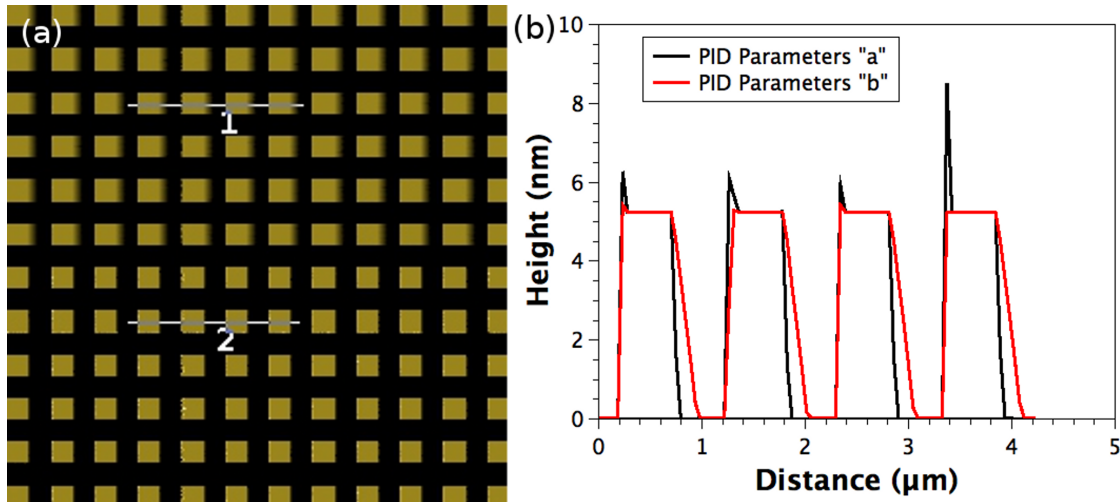 (a)
1
2
(b)
10
8
6
4
2
0
Height (nm)
PID Parameters "a"
PID Parameters "b"
0 1 2 3 4 5
Distance (μm)